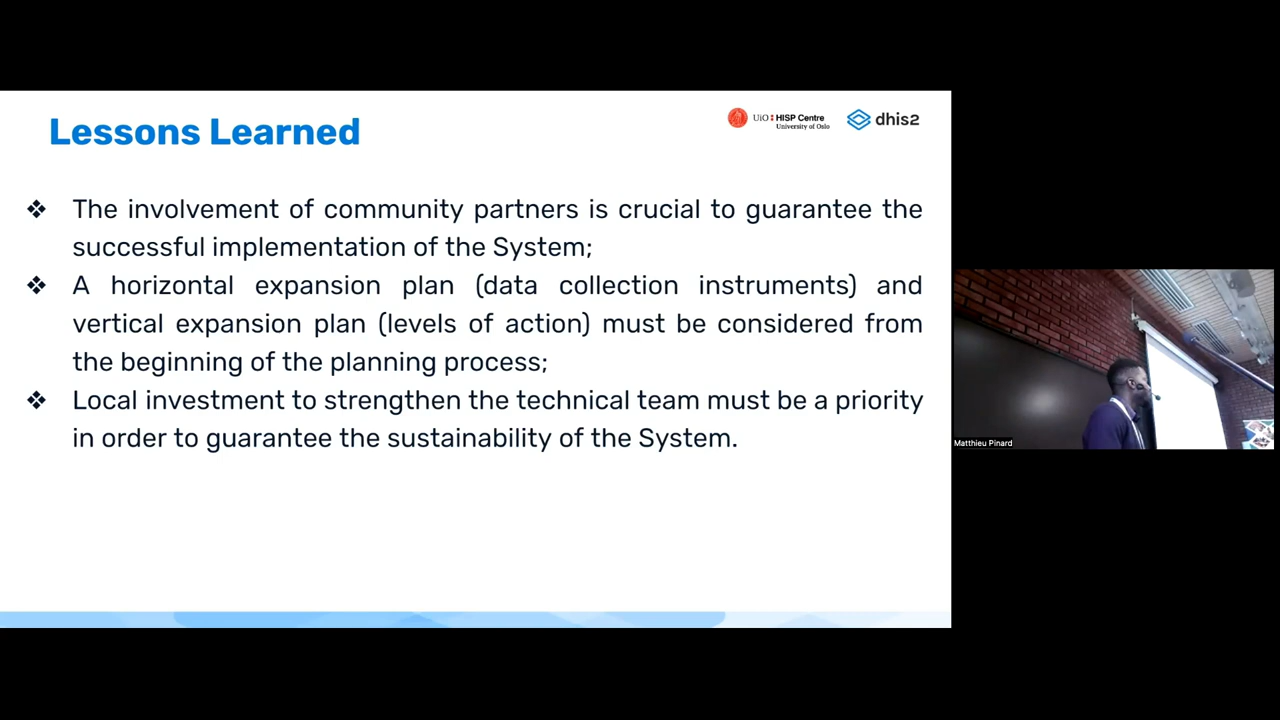 Lessons Learned
UiO HISP Centre
University of Oslo
dhis2
❖ The involvement of community partners is crucial to guarantee the
successful implementation of the System;
❖ A horizontal expansion plan (data collection instruments) and
vertical expansion plan (levels of action) must be considered from
the beginning of the planning process;
❖ Local investment to strengthen the technical team must be a priority
in order to guarantee the sustainability of the System.
Matthieu Pinard